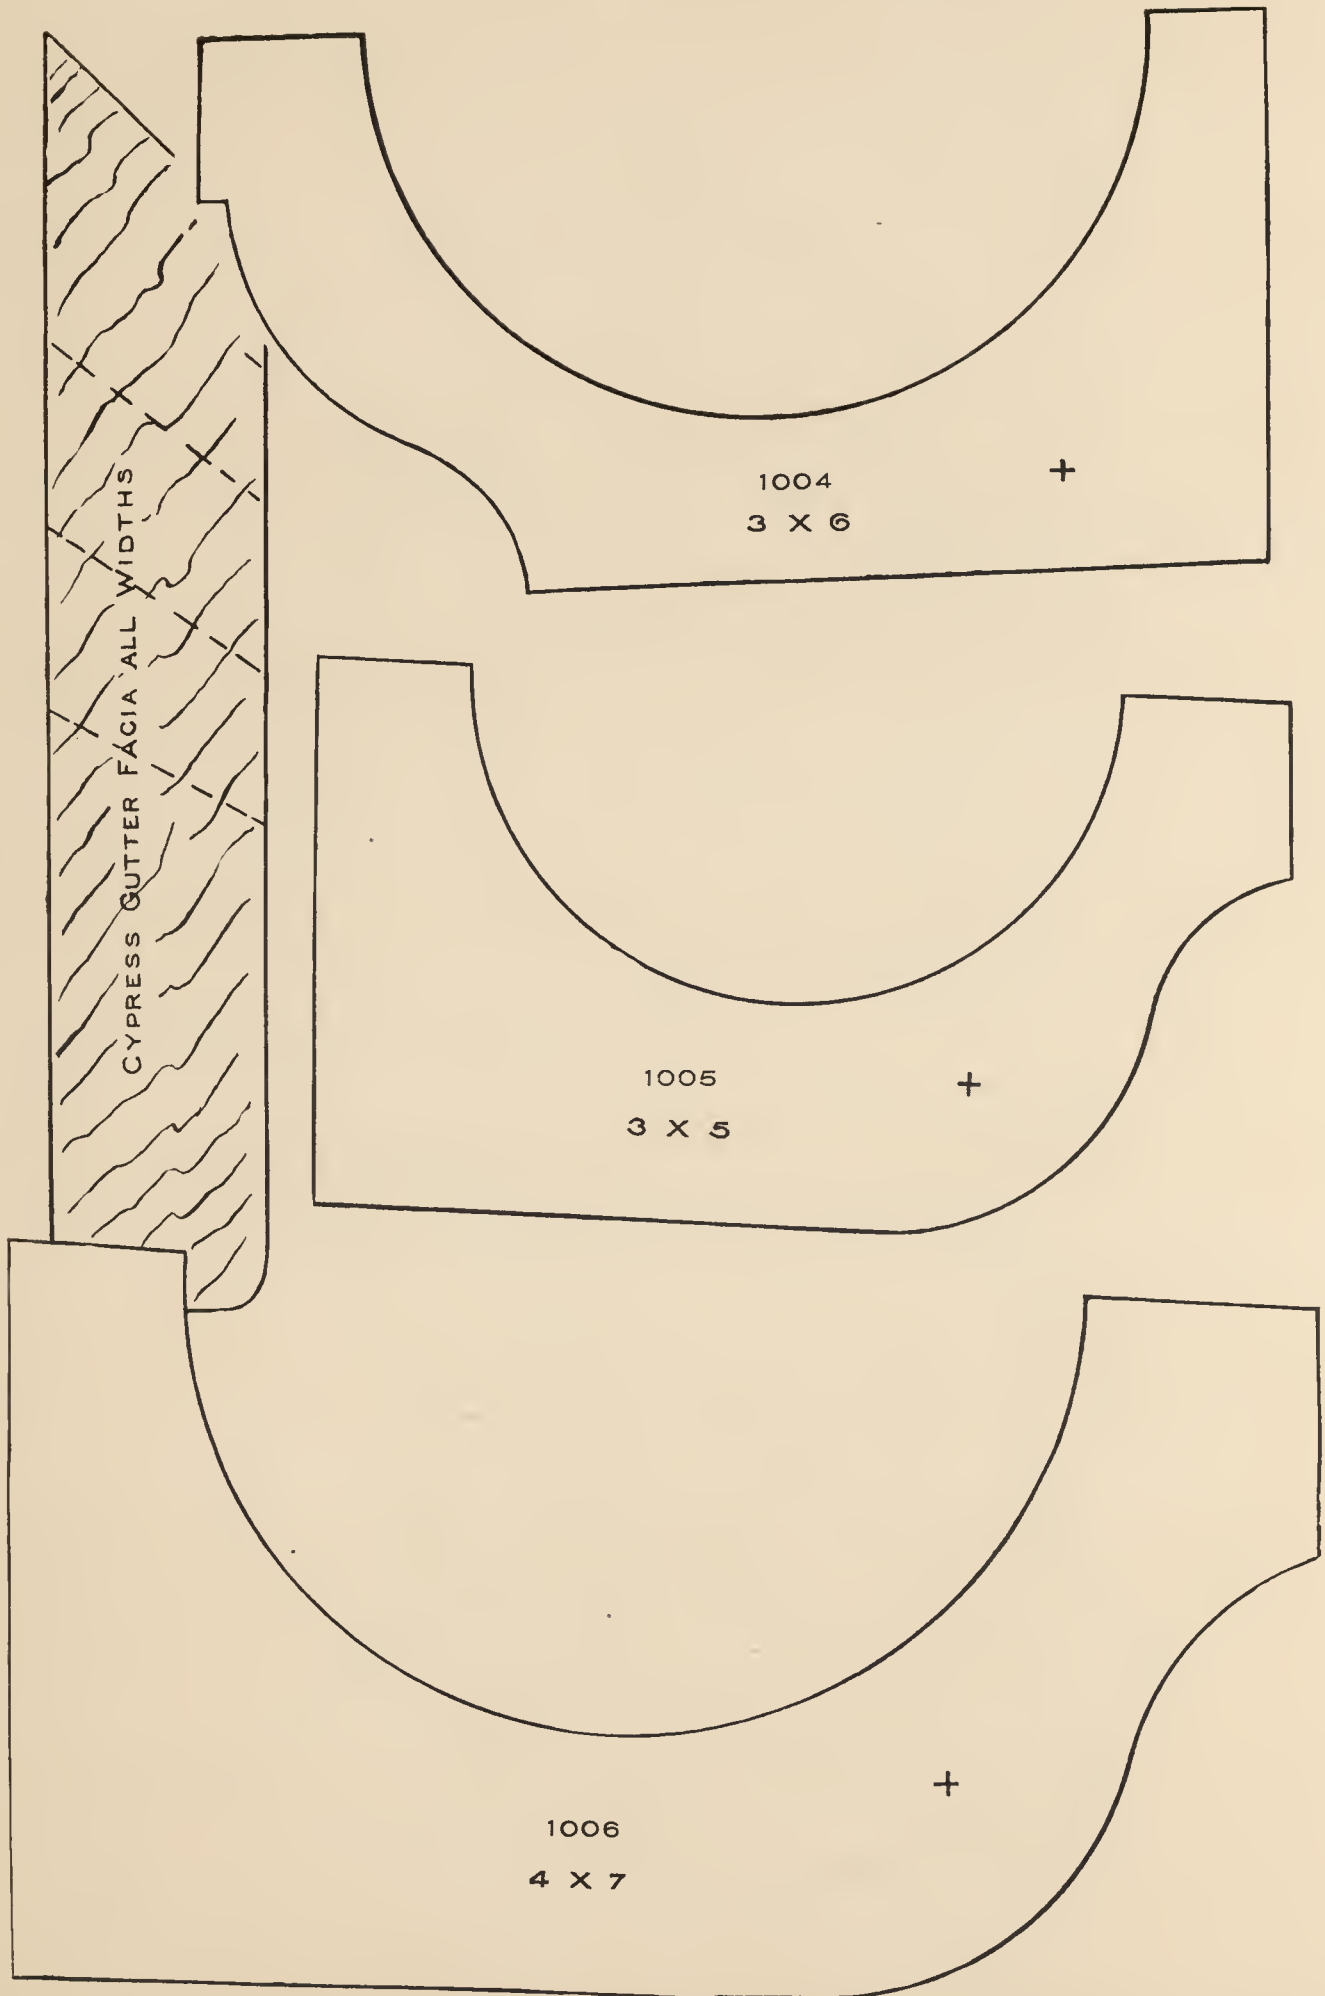 CYPRESS GUTTER FACIA ALL WIDTHS
1004
3 X 6
1005
3 X 5
1006
4 X 7